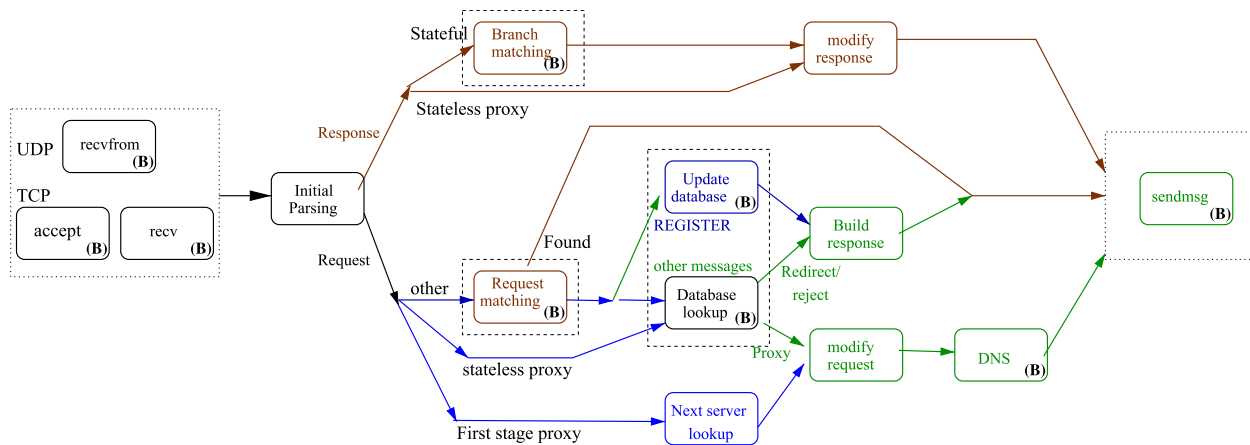 Stateful
Branch
matching
(B)
modify
response
Stateless proxy
UDP
recvfrom
(B)
Response
TCP
accept
(B)
recv
(B)
Initial
Parsing
Request
Update
database
(B)
REGISTER
Found
other messages
Build
response
Redirect/
reject
sendmsg
(B)
other
Request
matching
(B)
Database
lookup
(B)
Proxy
modify
request
DNS
(B)
stateless proxy
First stage proxy
Next server
lookup